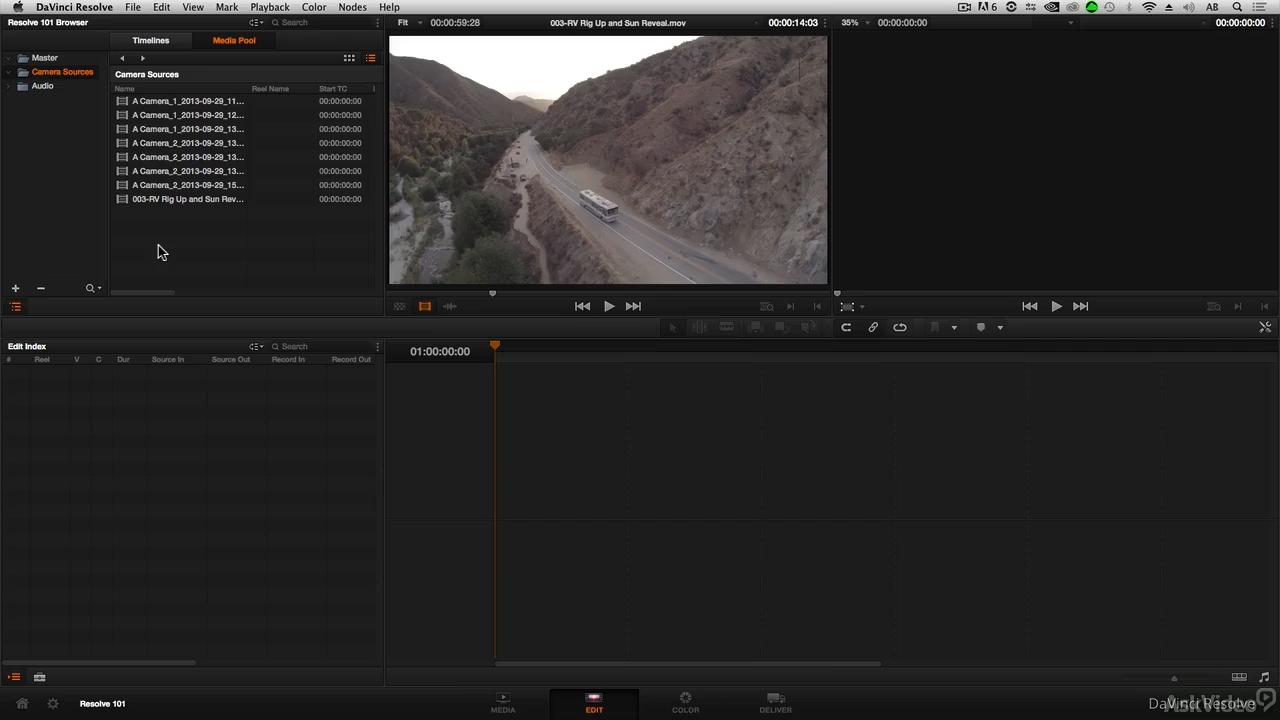 DaVinci Resolve File Edit View Mark Playback Color Nodes Help 6 AB
Resolve 101 Browser Search Fit 00:00:59:28 003-RV Rig Up and Sun Reveal.mov 00:00:14:03 35% 00:00:00:00 00:00:00:00
Timelines Media Pool
Master
Camera Sources
Audio
Camera Sources
Name Reel Name Start TC
A Camera_1_2013-09-29_11... 00:00:00:00
A Camera_1_2013-09-29_12... 00:00:00:00
A Camera_1_2013-09-29_13... 00:00:00:00
A Camera_2_2013-09-29_13... 00:00:00:00
A Camera_2_2013-09-29_13... 00:00:00:00
A Camera_2_2013-09-29_13... 00:00:00:00
A Camera_2_2013-09-29_15... 00:00:00:00
003-RV Rig Up and Sun Rev... 00:00:00:00
Edit Index Search
# Reel V C Dur Source In Source Out Record In Record Out
01:00:00:00
Resolve 101
MEDIA EDIT COLOR DELIVER
DaVinci Resolve